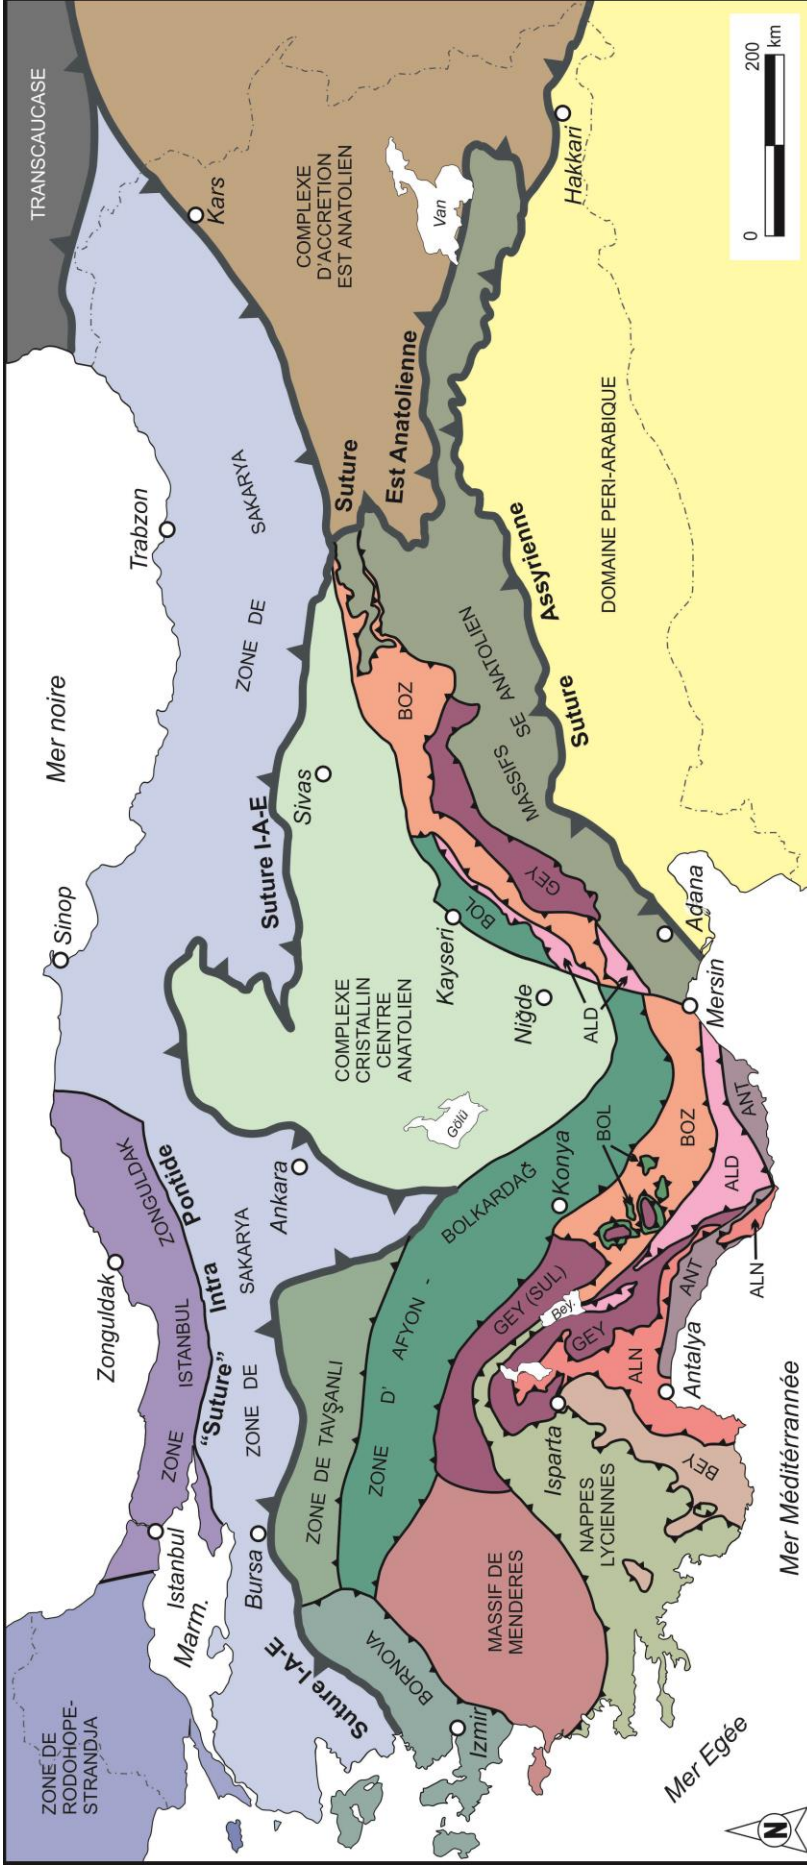 ZONE DE
RODOHOPE-
STRANDJA
Istanbul
Marm.
Bursa
Suture I-A-E
BORNOVA
Izmir
Mer Egée
N
ZONE ISTANBUL ZONGULDAK
Zonguldak
"Suture" Intra Pontide
ZONE DE SAKARYA
Ankara
ZONE DE TAVŞANLI
ZONE D' AFYON - BOLKARDAĞ
MASSIF DE
MENDERES
NAPPES
LYCIENNES
Isparta
BEY
Antalya
ALN
GEY
GEY (SUL)
Bey.
ANT
ALN
Konya
BOL
BOZ
ALD
ANT
Mer Méditérrannée
Sinop
Mer noire
Trabzon
ZONE DE SAKARYA
Suture I-A-E
COMPLEXE
CRISTALLIN
CENTRE
ANATOLIEN
Gölü
Niğde
Kayseri
Sivas
BOL
ALD
GEY
BOZ
Mersin
Adana
MASSIFS SE ANATOLIEN
Suture Assyrienne
DOMAINE PERI-ARABIQUE
Suture
Est Anatolienne
COMPLEXE
D'ACCRETION
EST ANATOLIEN
Kars
Van
Hakkari
TRANSCAUCASE
0 200
km